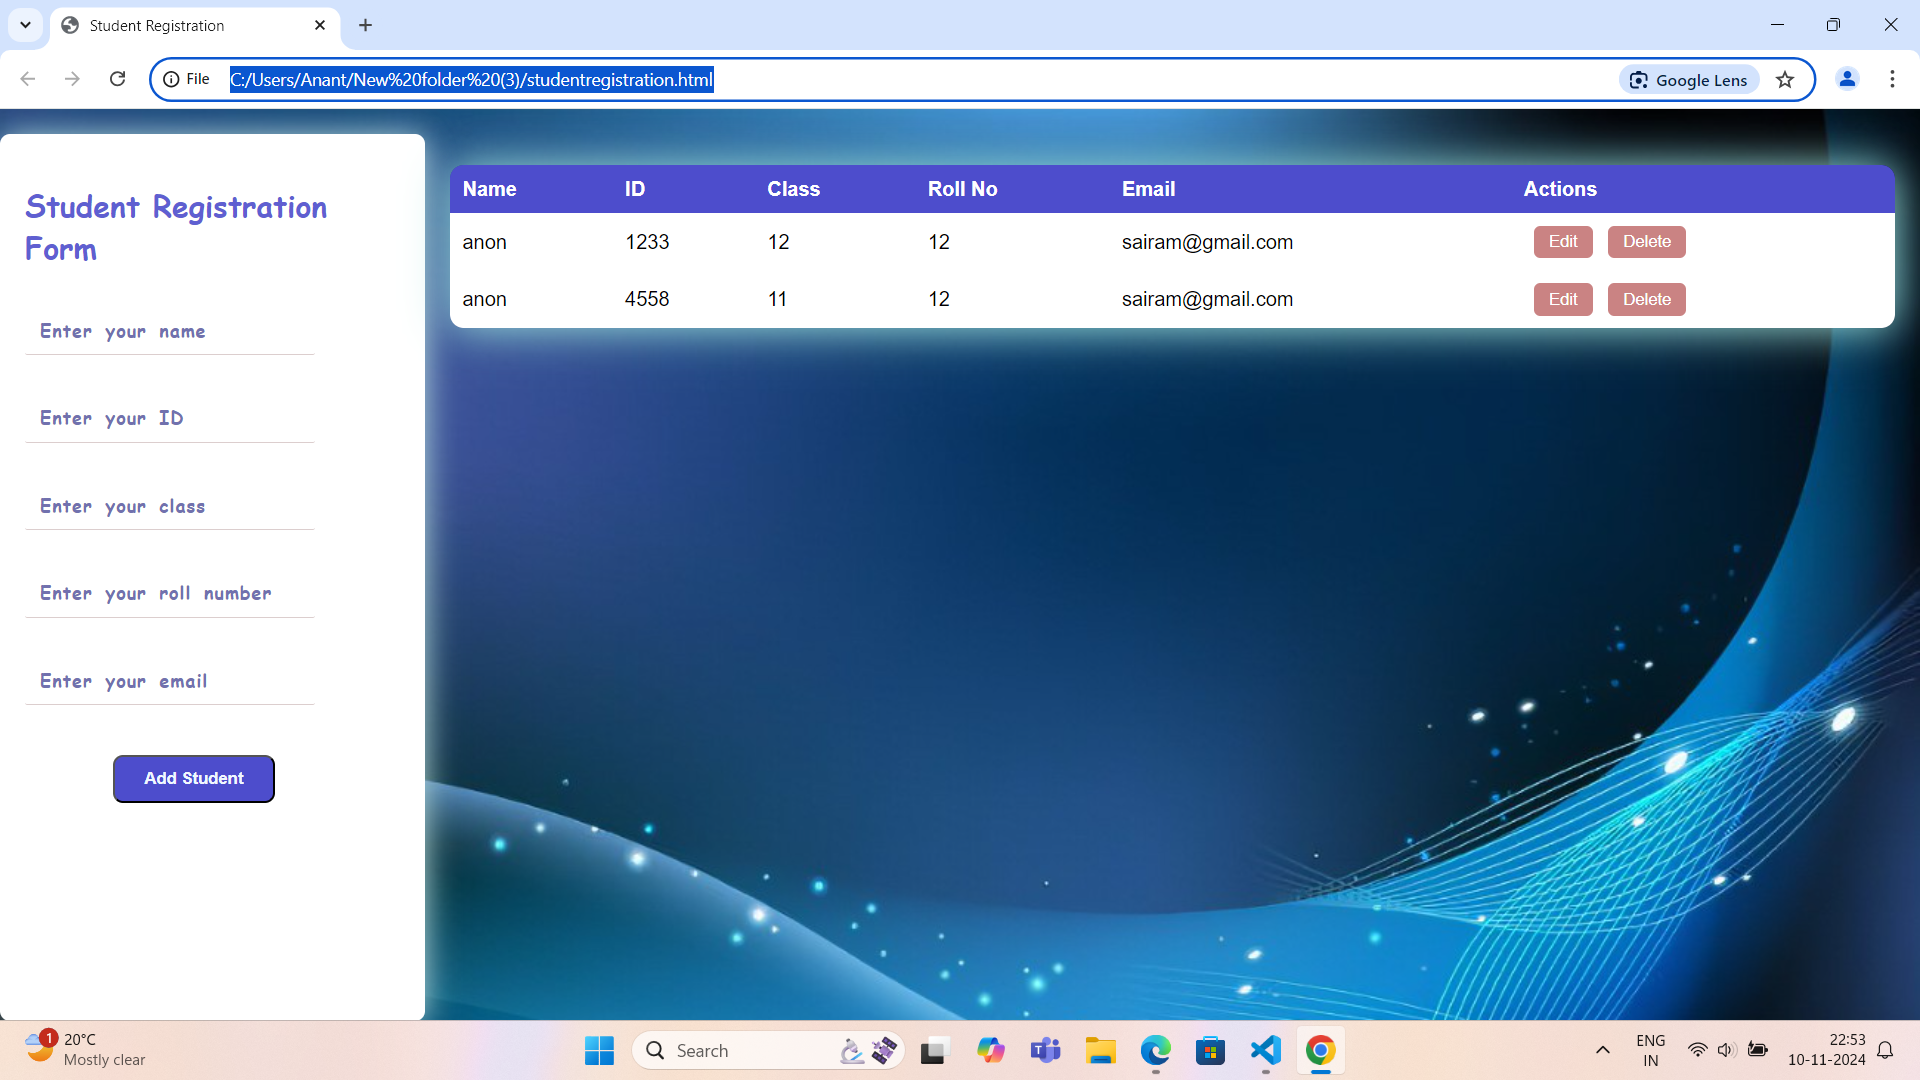 Student Registration
File
C:/Users/Anant/New%20folder%20(3)/studentregistration.html
Google Lens
Student Registration
Form
Enter your name
Enter your ID
Enter your class
Enter your roll number
Enter your email
Add Student
Name ID Class Roll No Email Actions
anon 1233 12 12 sairam@gmail.com Edit Delete
anon 4558 11 12 sairam@gmail.com Edit Delete
1
20°C
Mostly clear
Search
ENG
IN
22:53
10-11-2024